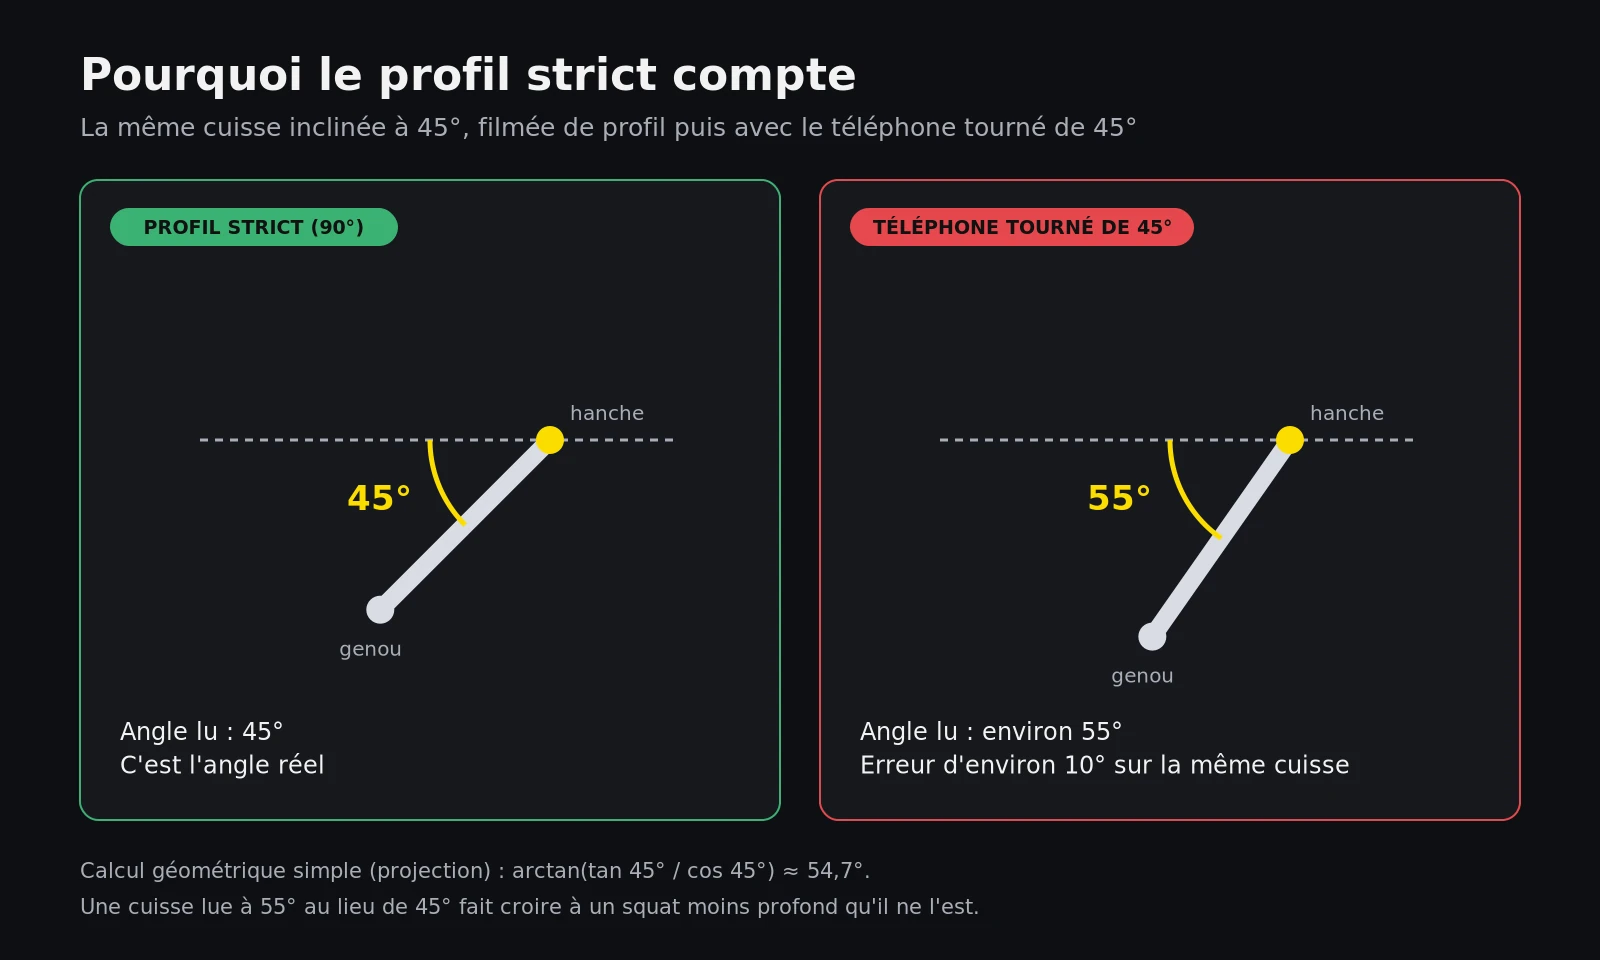 Pourquoi le profil strict compte
La même cuisse inclinée à 45°, filmée de profil puis avec le téléphone tourné de 45°
PROFIL STRICT (90°)
hanche
45°
genou
Angle lu : 45°
C'est l'angle réel
TÉLÉPHONE TOURNÉ DE 45°
hanche
55°
genou
Angle lu : environ 55°
Erreur d'environ 10° sur la même cuisse
Calcul géométrique simple (projection) : arctan(tan 45° / cos 45°) ≈ 54,7°.
Une cuisse lue à 55° au lieu de 45° fait croire à un squat moins profond qu'il ne l'est.